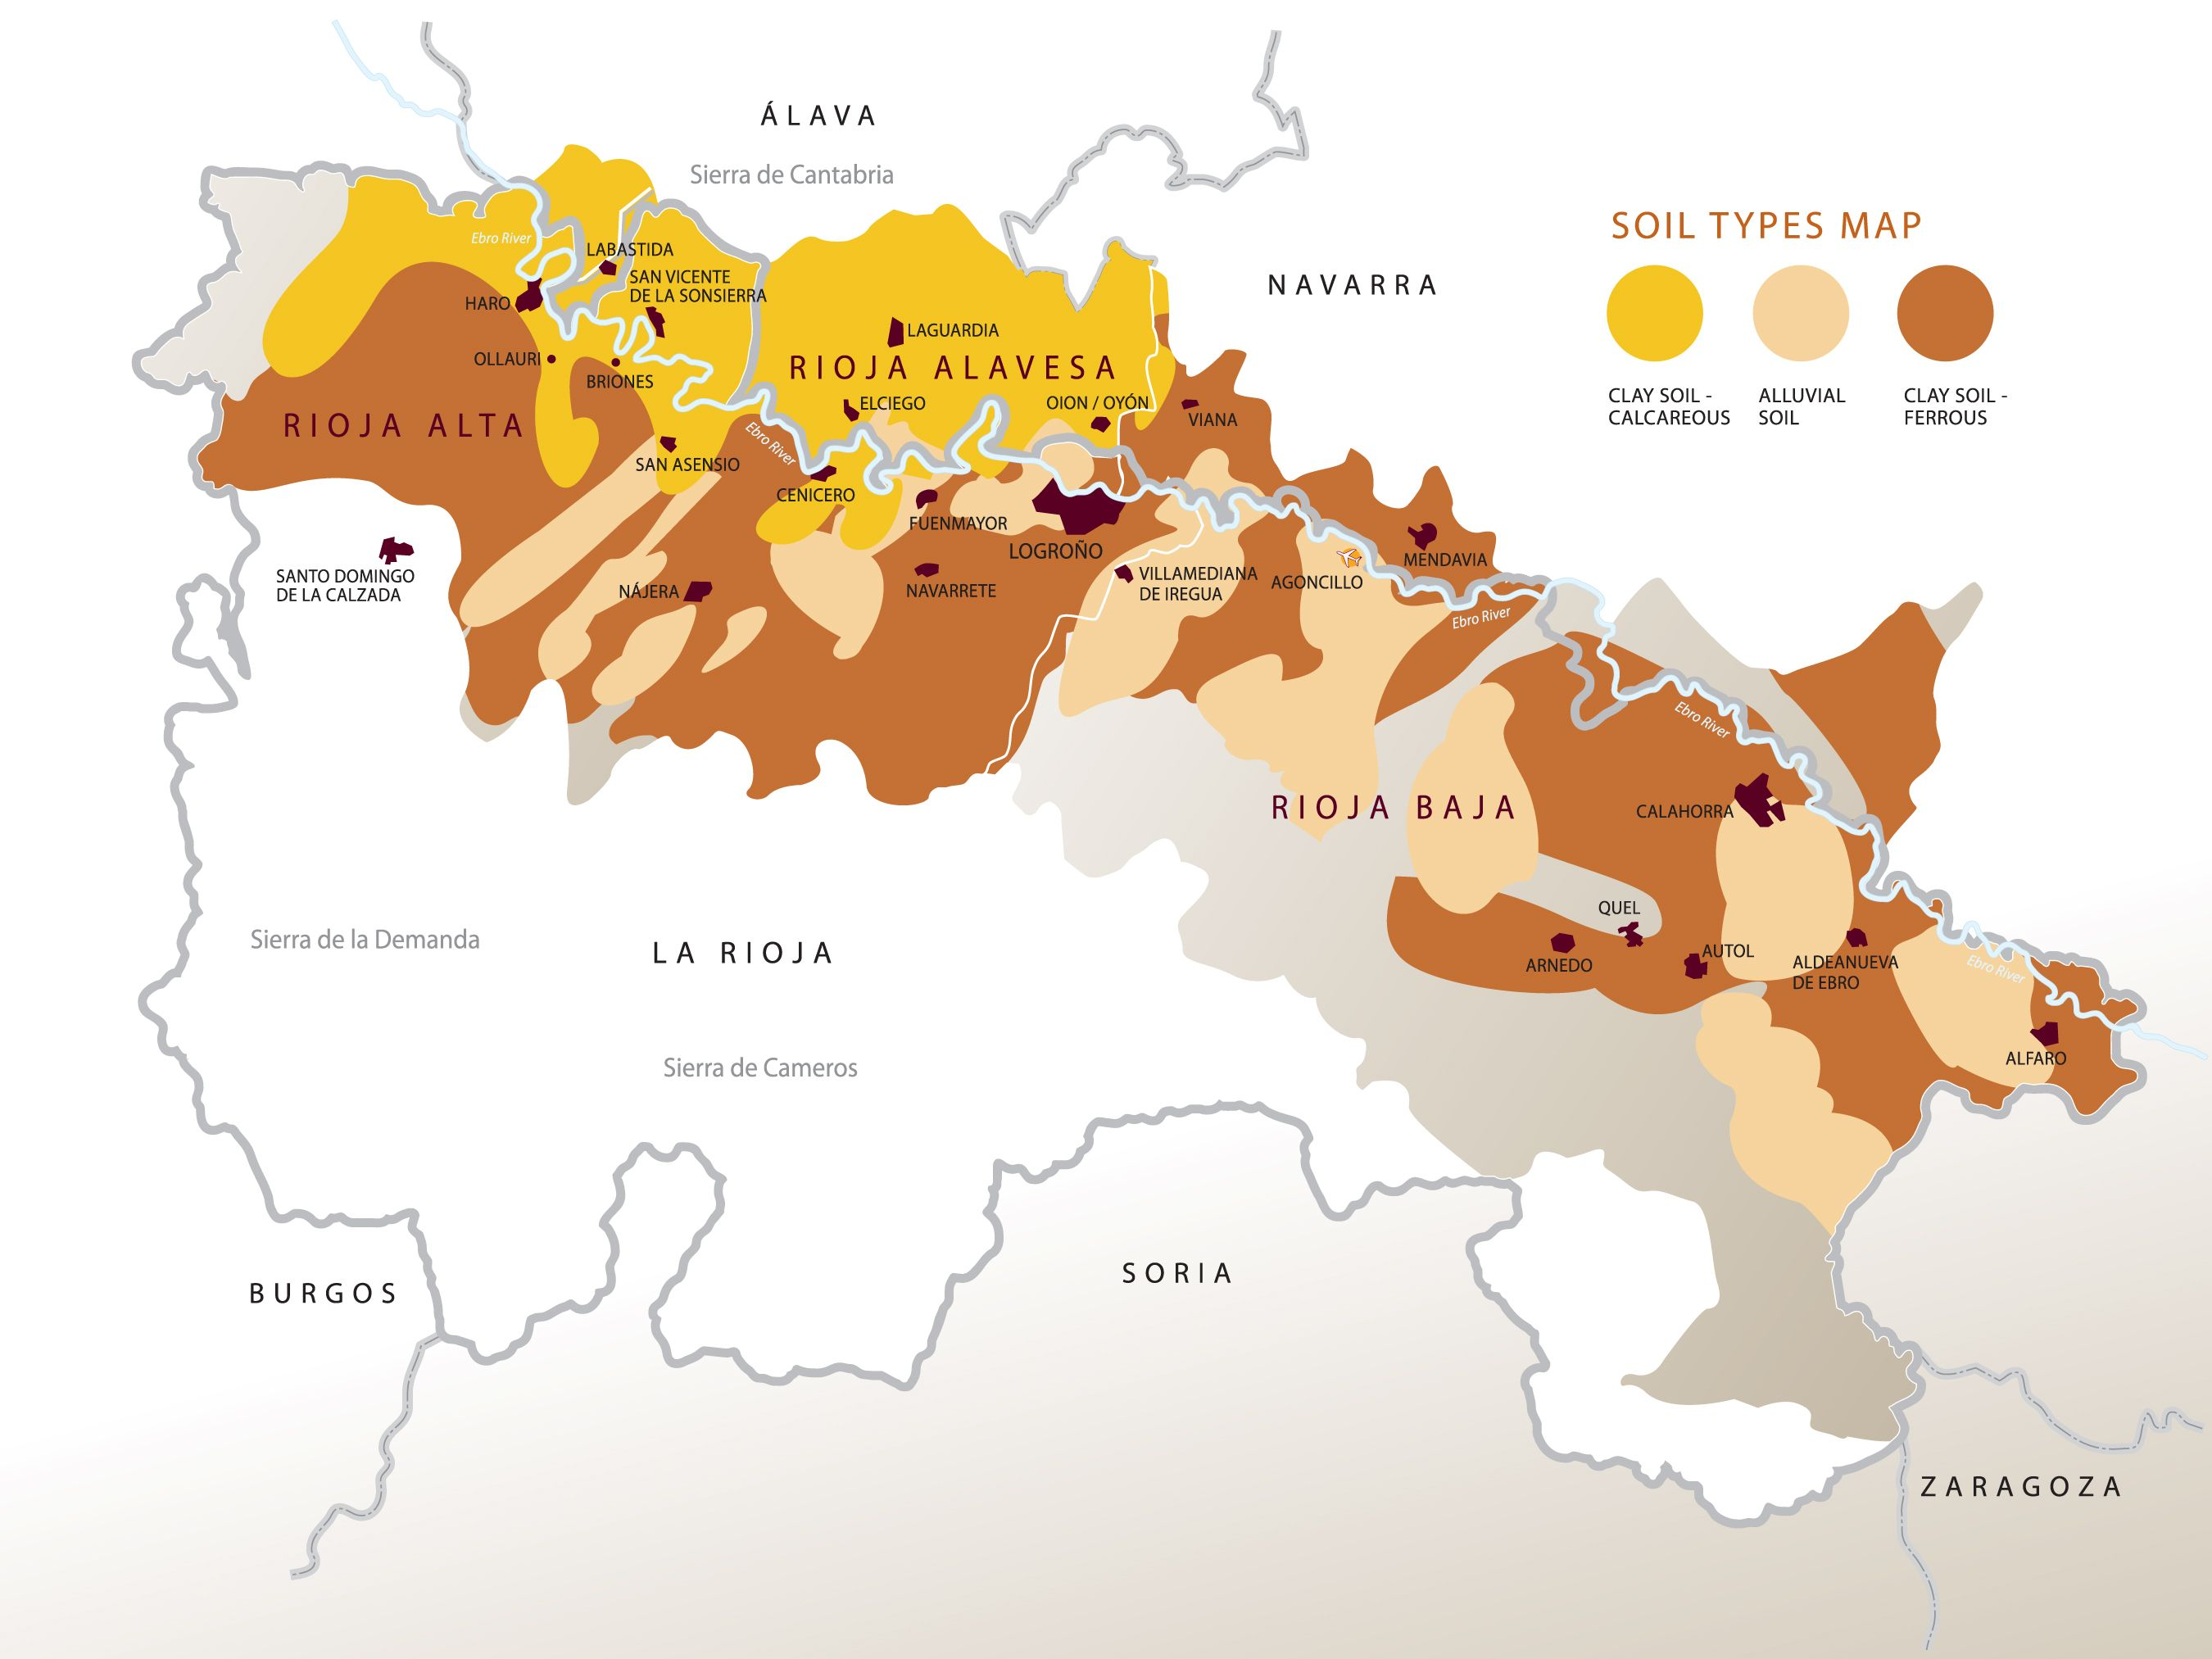 ÁLAVA
Sierra de Cantabria
SOIL TYPES MAP
CLAY SOIL -
CALCAREOUS
ALLUVIAL
SOIL
CLAY SOIL -
FERROUS
NAVARRA
Ebro River
LABASTIDA
SAN VICENTE
DE LA SONSIERRA
HARO
LAGUARDIA
OLLAURI
BRIONES
RIOJA ALAVESA
RIOJA ALTA
ELCIEGO
OION / OYÓN
VIANA
Ebro River
SAN ASENSIO
CENICERO
FUENMAYOR
LOGROÑO
SANTO DOMINGO
DE LA CALZADA
NÁJERA
NAVARRETE
VILLAMEDIANA
DE IREGUA
AGONCILLO
MENDAVIA
Ebro River
Ebro River
RIOJA BAJA
CALAHORRA
QUEL
ARNEDO
AUTOL
ALDEANUEVA
DE EBRO
Ebro River
ALFARO
Sierra de la Demanda
LA RIOJA
Sierra de Cameros
BURGOS
SORIA
ZARAGOZA